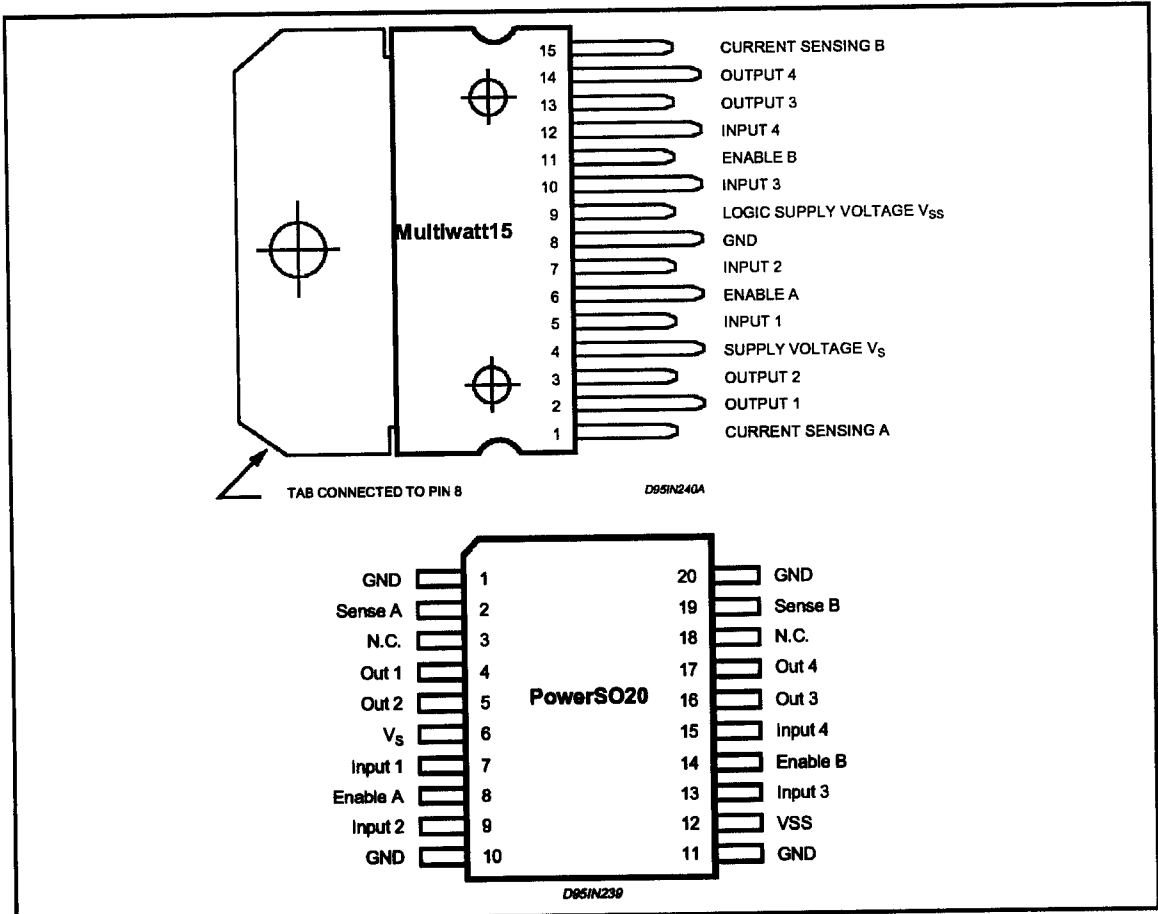 15 CURRENT SENSING B
14 OUTPUT 4
13 OUTPUT 3
12 INPUT 4
11 ENABLE B
10 INPUT 3
9 LOGIC SUPPLY VOLTAGE VSS
Multiwatt15
8 GND
7 INPUT 2
6 ENABLE A
5 INPUT 1
4 SUPPLY VOLTAGE VS
3 OUTPUT 2
2 OUTPUT 1
1 CURRENT SENSING A
TAB CONNECTED TO PIN 8
D95IN240A
GND 1 20 GND
Sense A 2 19 Sense B
N.C. 3 18 N.C.
Out 1 4 17 Out 4
Out 2 5 PowerSO20 16 Out 3
VS 6 15 Input 4
Input 1 7 14 Enable B
Enable A 8 13 Input 3
Input 2 9 12 VSS
GND 10 11 GND
D95IN239